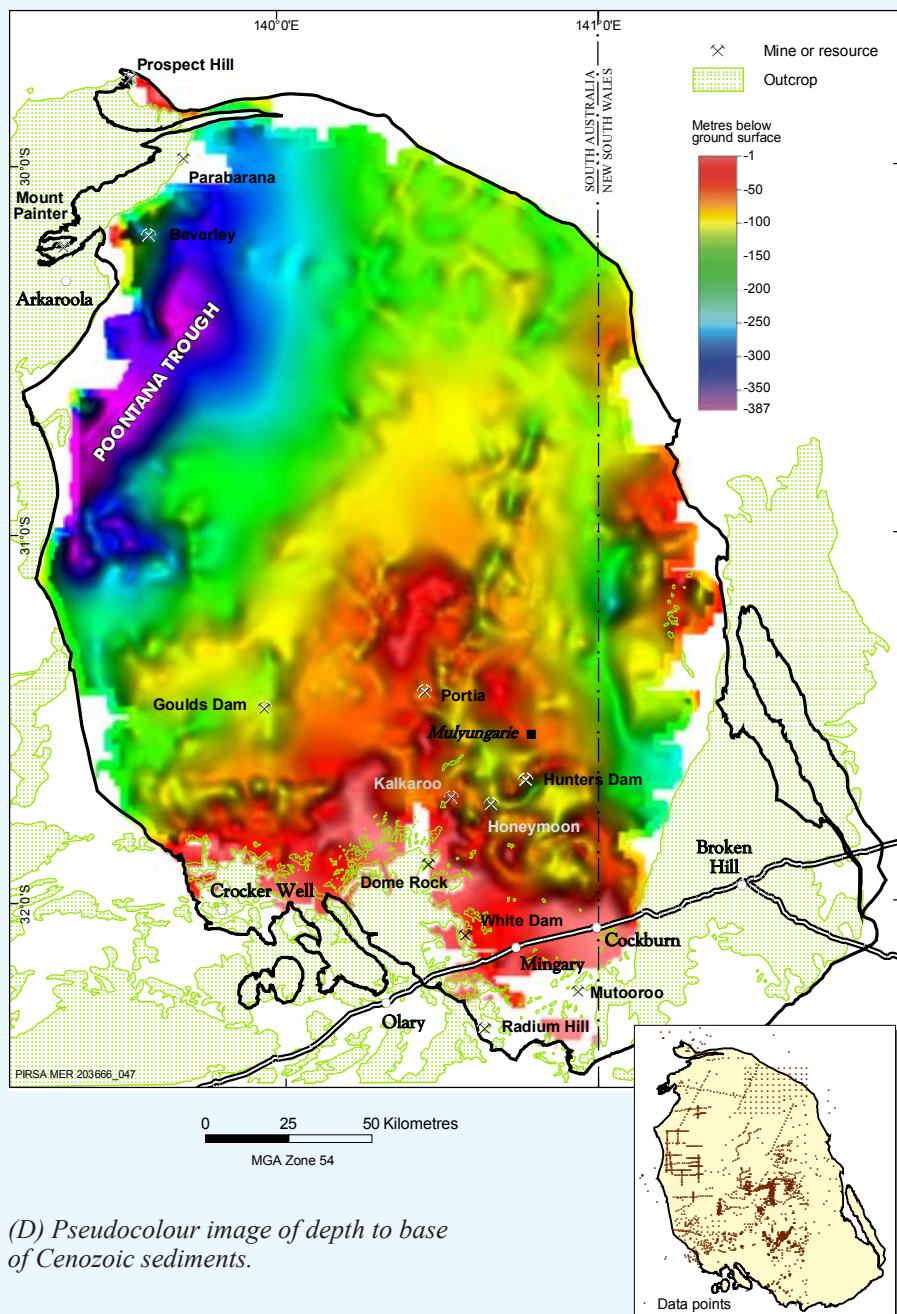 140°0'E
141°0'E
Prospect Hill
Mine or resource
Outcrop
SOUTH AUSTRALIA
NEW SOUTH WALES
Metres below
ground surface
-1
-50
-100
-150
-200
-250
-300
-350
-387
30°0'S
Parabarana
Mount
Painter
Beverley
Arkaroola
POONTANA TROUGH
31°0'S
Goulds Dam
Portia
Mulyungarie
Hunters Dam
Kalkaroo
Honeymoon
Broken
Hill
Dome Rock
Crocker Well
32°0'S
White Dam
Cockburn
Mingary
Mutooroo
Olary
Radium Hill
PIRSA MER 203666_047
0 25 50 Kilometres
MGA Zone 54
(D) Pseudocolour image of depth to base
of Cenozoic sediments.
Data points